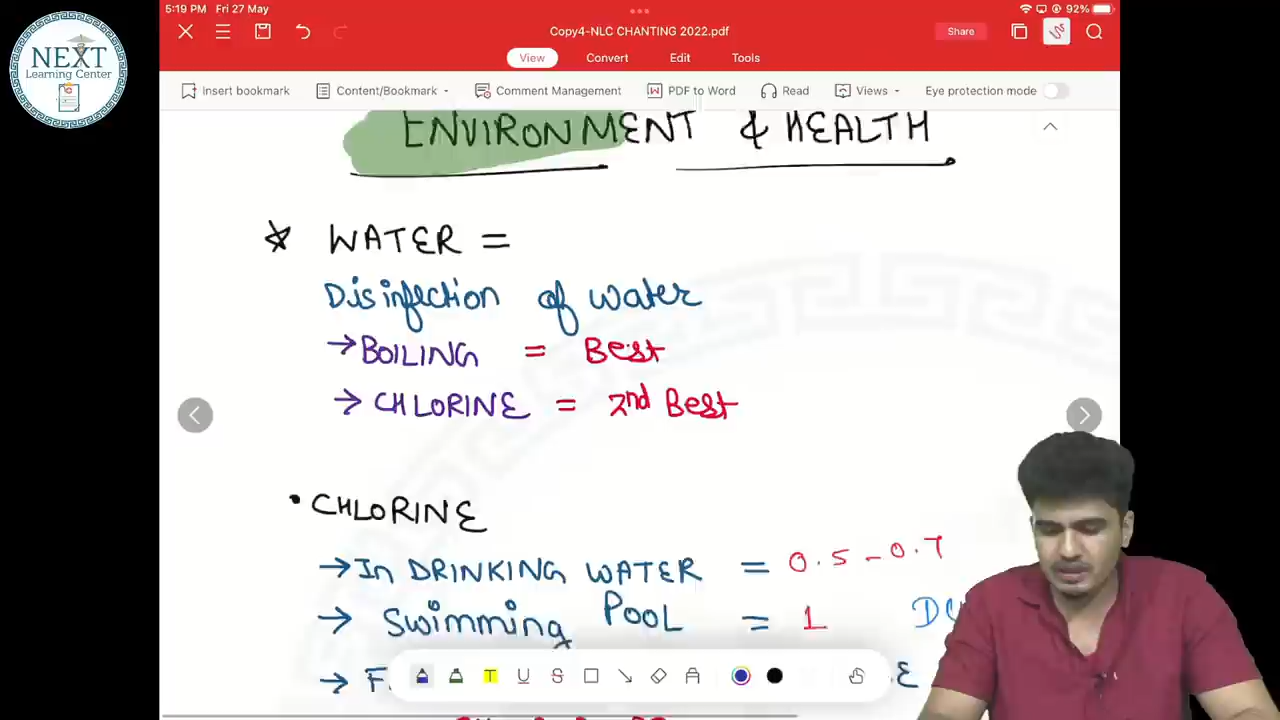 5:19 PM Fri 27 May
92%
NEXT
Learning Center
Copy4-NLC CHANTING 2022.pdf
Share
View Convert Edit Tools
Insert bookmark Content/Bookmark Comment Management PDF to Word Read Views Eye protection mode
ENVIRONMENT & HEALTH
WATER =
Disinfection of water
→ BOILING = Best
→ CHLORINE = 2nd Best
• CHLORINE
→ In DRINKING WATER = 0.5 - 0.7
→ Swimming POOL = 1
→
T U S A